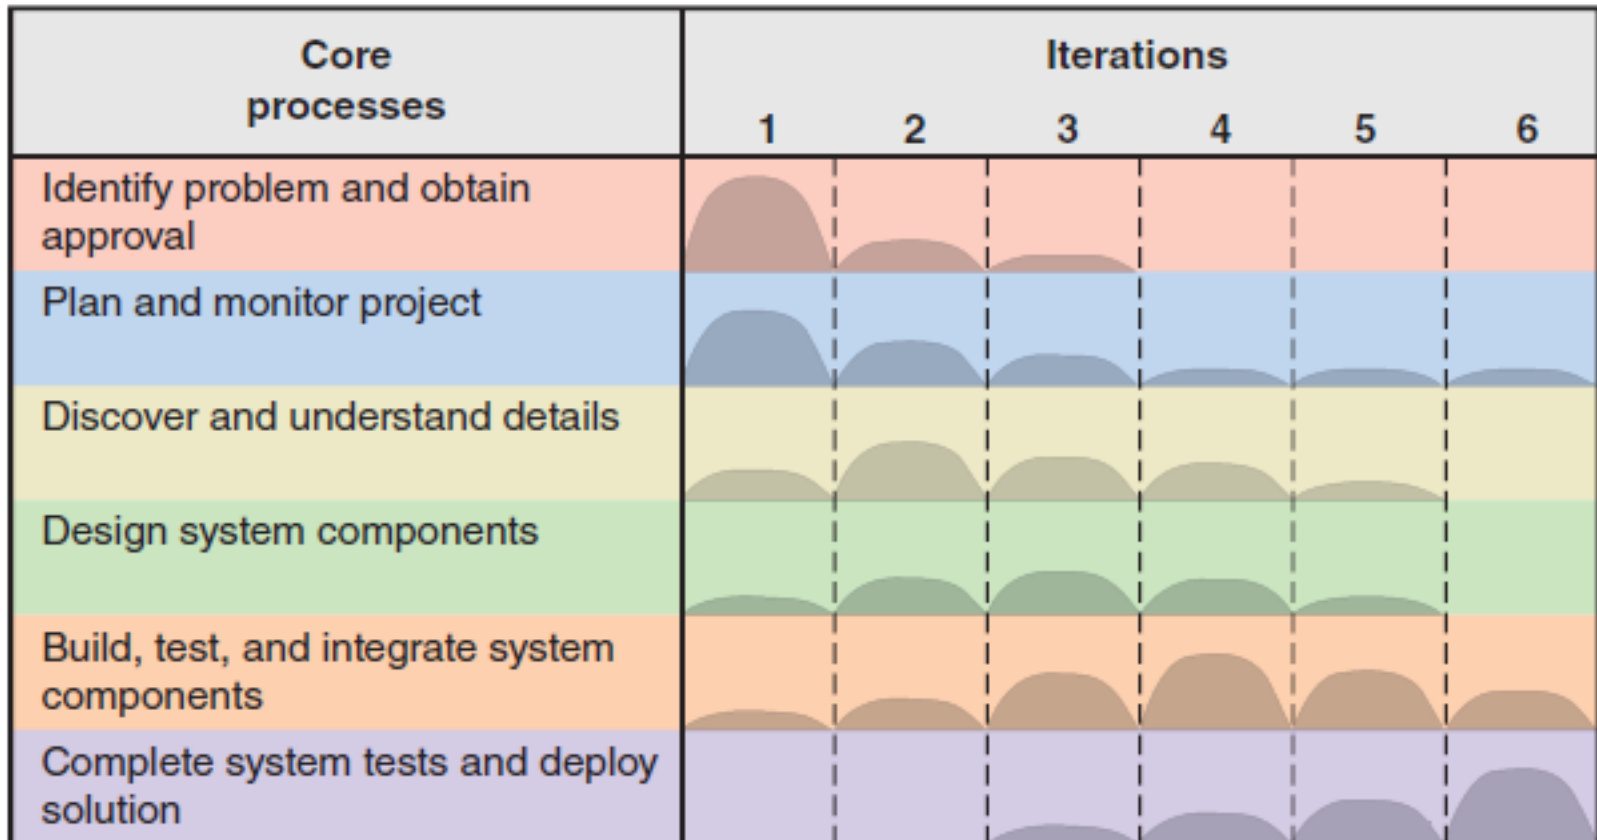 Core
processes
Iterations
1 2 3 4 5 6
Identify problem and obtain
approval
Plan and monitor project
Discover and understand details
Design system components
Build, test, and integrate system
components
Complete system tests and deploy
solution